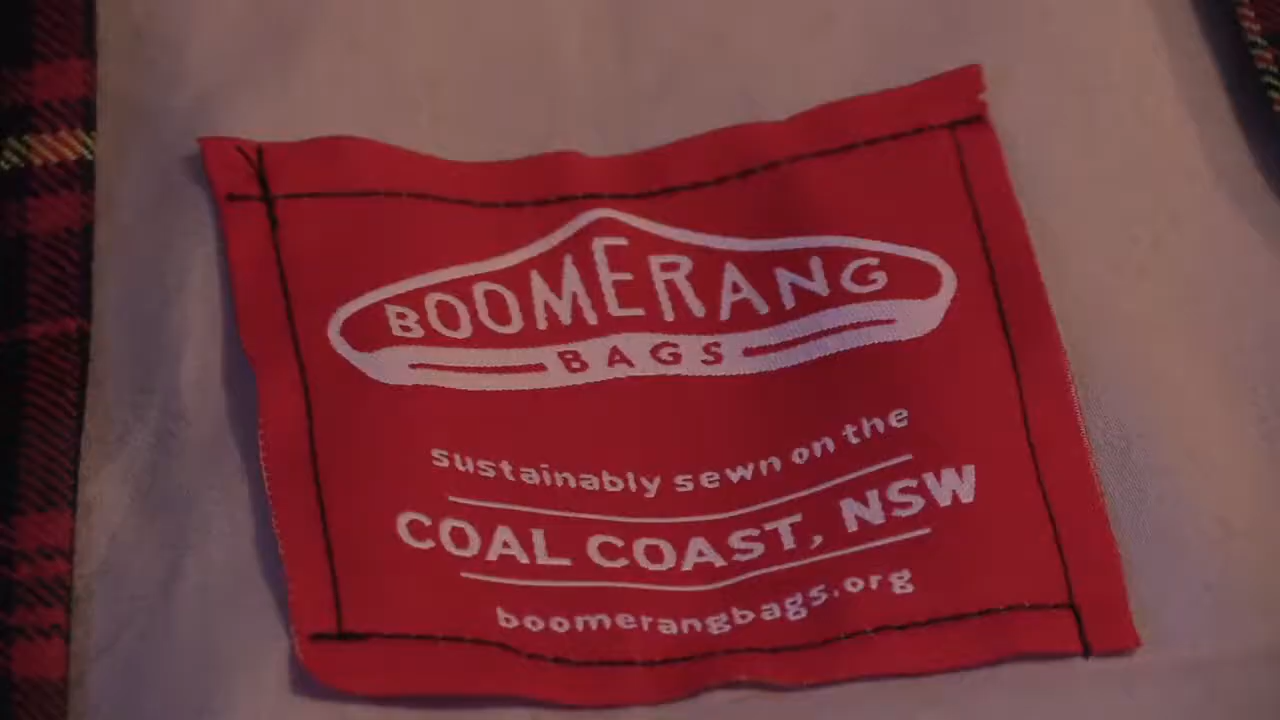 BOOMERANG
BAGS
sustainably sewn on the
COAL COAST, NSW
boomerangbags.org